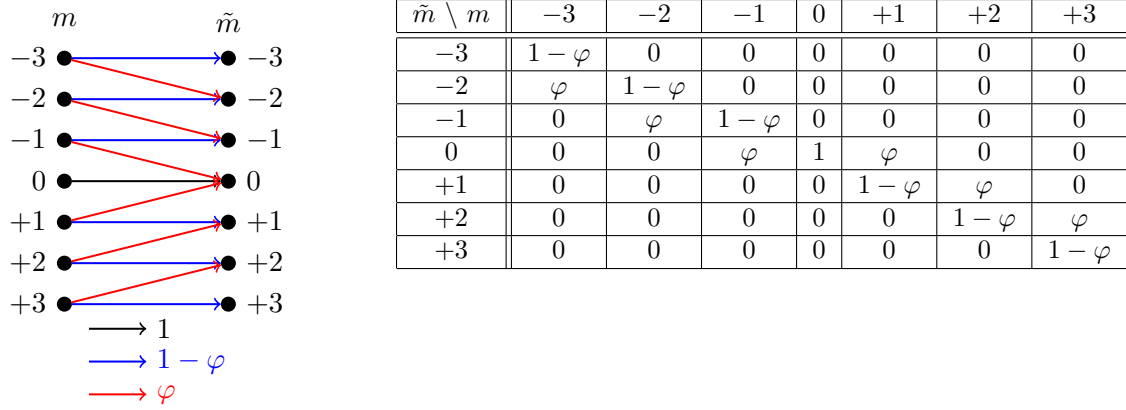 m m̃
−3 −3
−2 −2
−1 −1
0 0
+1 +1
+2 +2
+3 +3
1
1 − φ
φ
m̃ \ m −3 −2 −1 0 +1 +2 +3
−3 1 − φ 0 0 0 0 0 0
−2 φ 1 − φ 0 0 0 0 0
−1 0 φ 1 − φ 0 0 0 0
0 0 0 φ 1 φ 0 0
+1 0 0 0 0 1 − φ φ 0
+2 0 0 0 0 0 1 − φ φ
+3 0 0 0 0 0 0 1 − φ